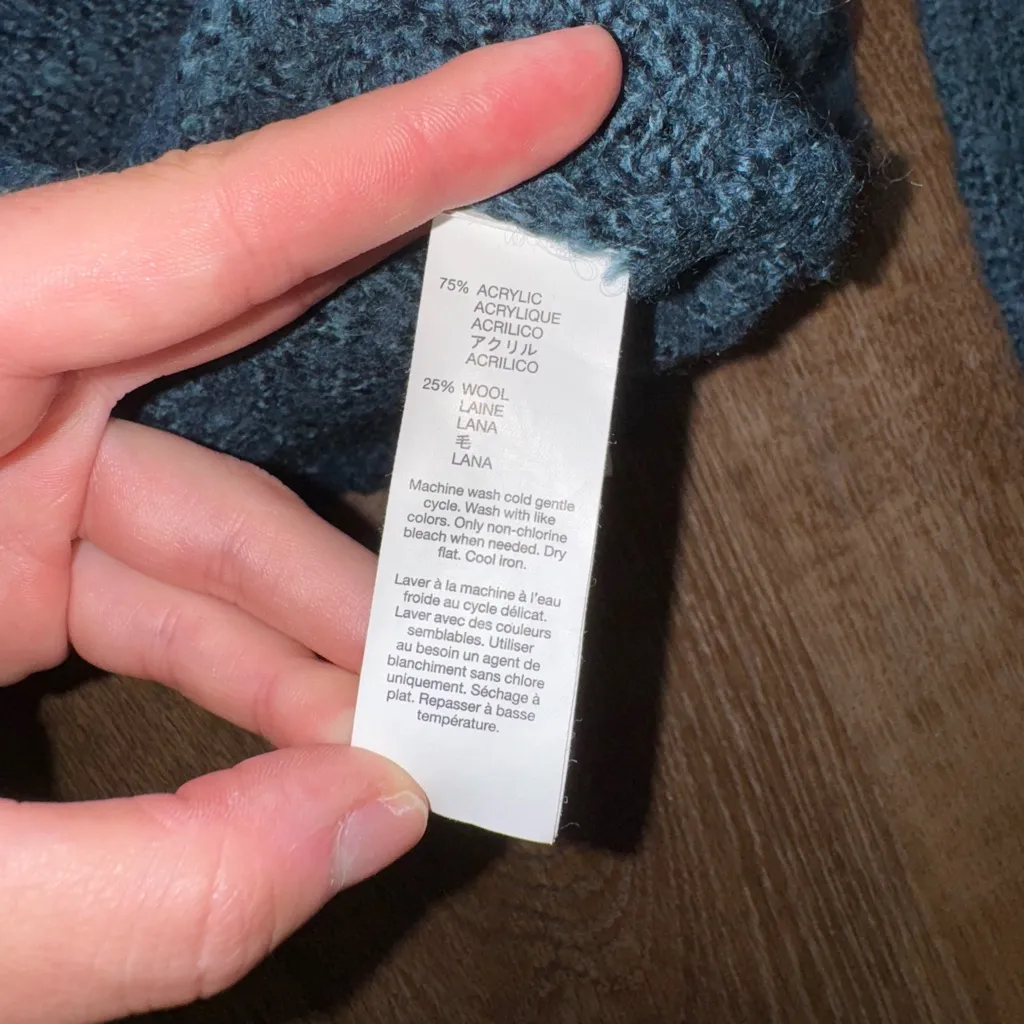 75% ACRYLIC
ACRYLIQUE
ACRILICO
アクリル
ACRILICO
25% WOOL
LAINE
LANA
毛
LANA
Machine wash cold gentle
cycle. Wash with like
colors. Only non-chlorine
bleach when needed. Dry
flat. Cool iron.
Laver à la machine à l'eau
froide au cycle délicat.
Laver avec des couleurs
semblables. Utiliser
au besoin un agent de
blanchiment sans chlore
uniquement. Séchage à
plat. Repasser à basse
température.